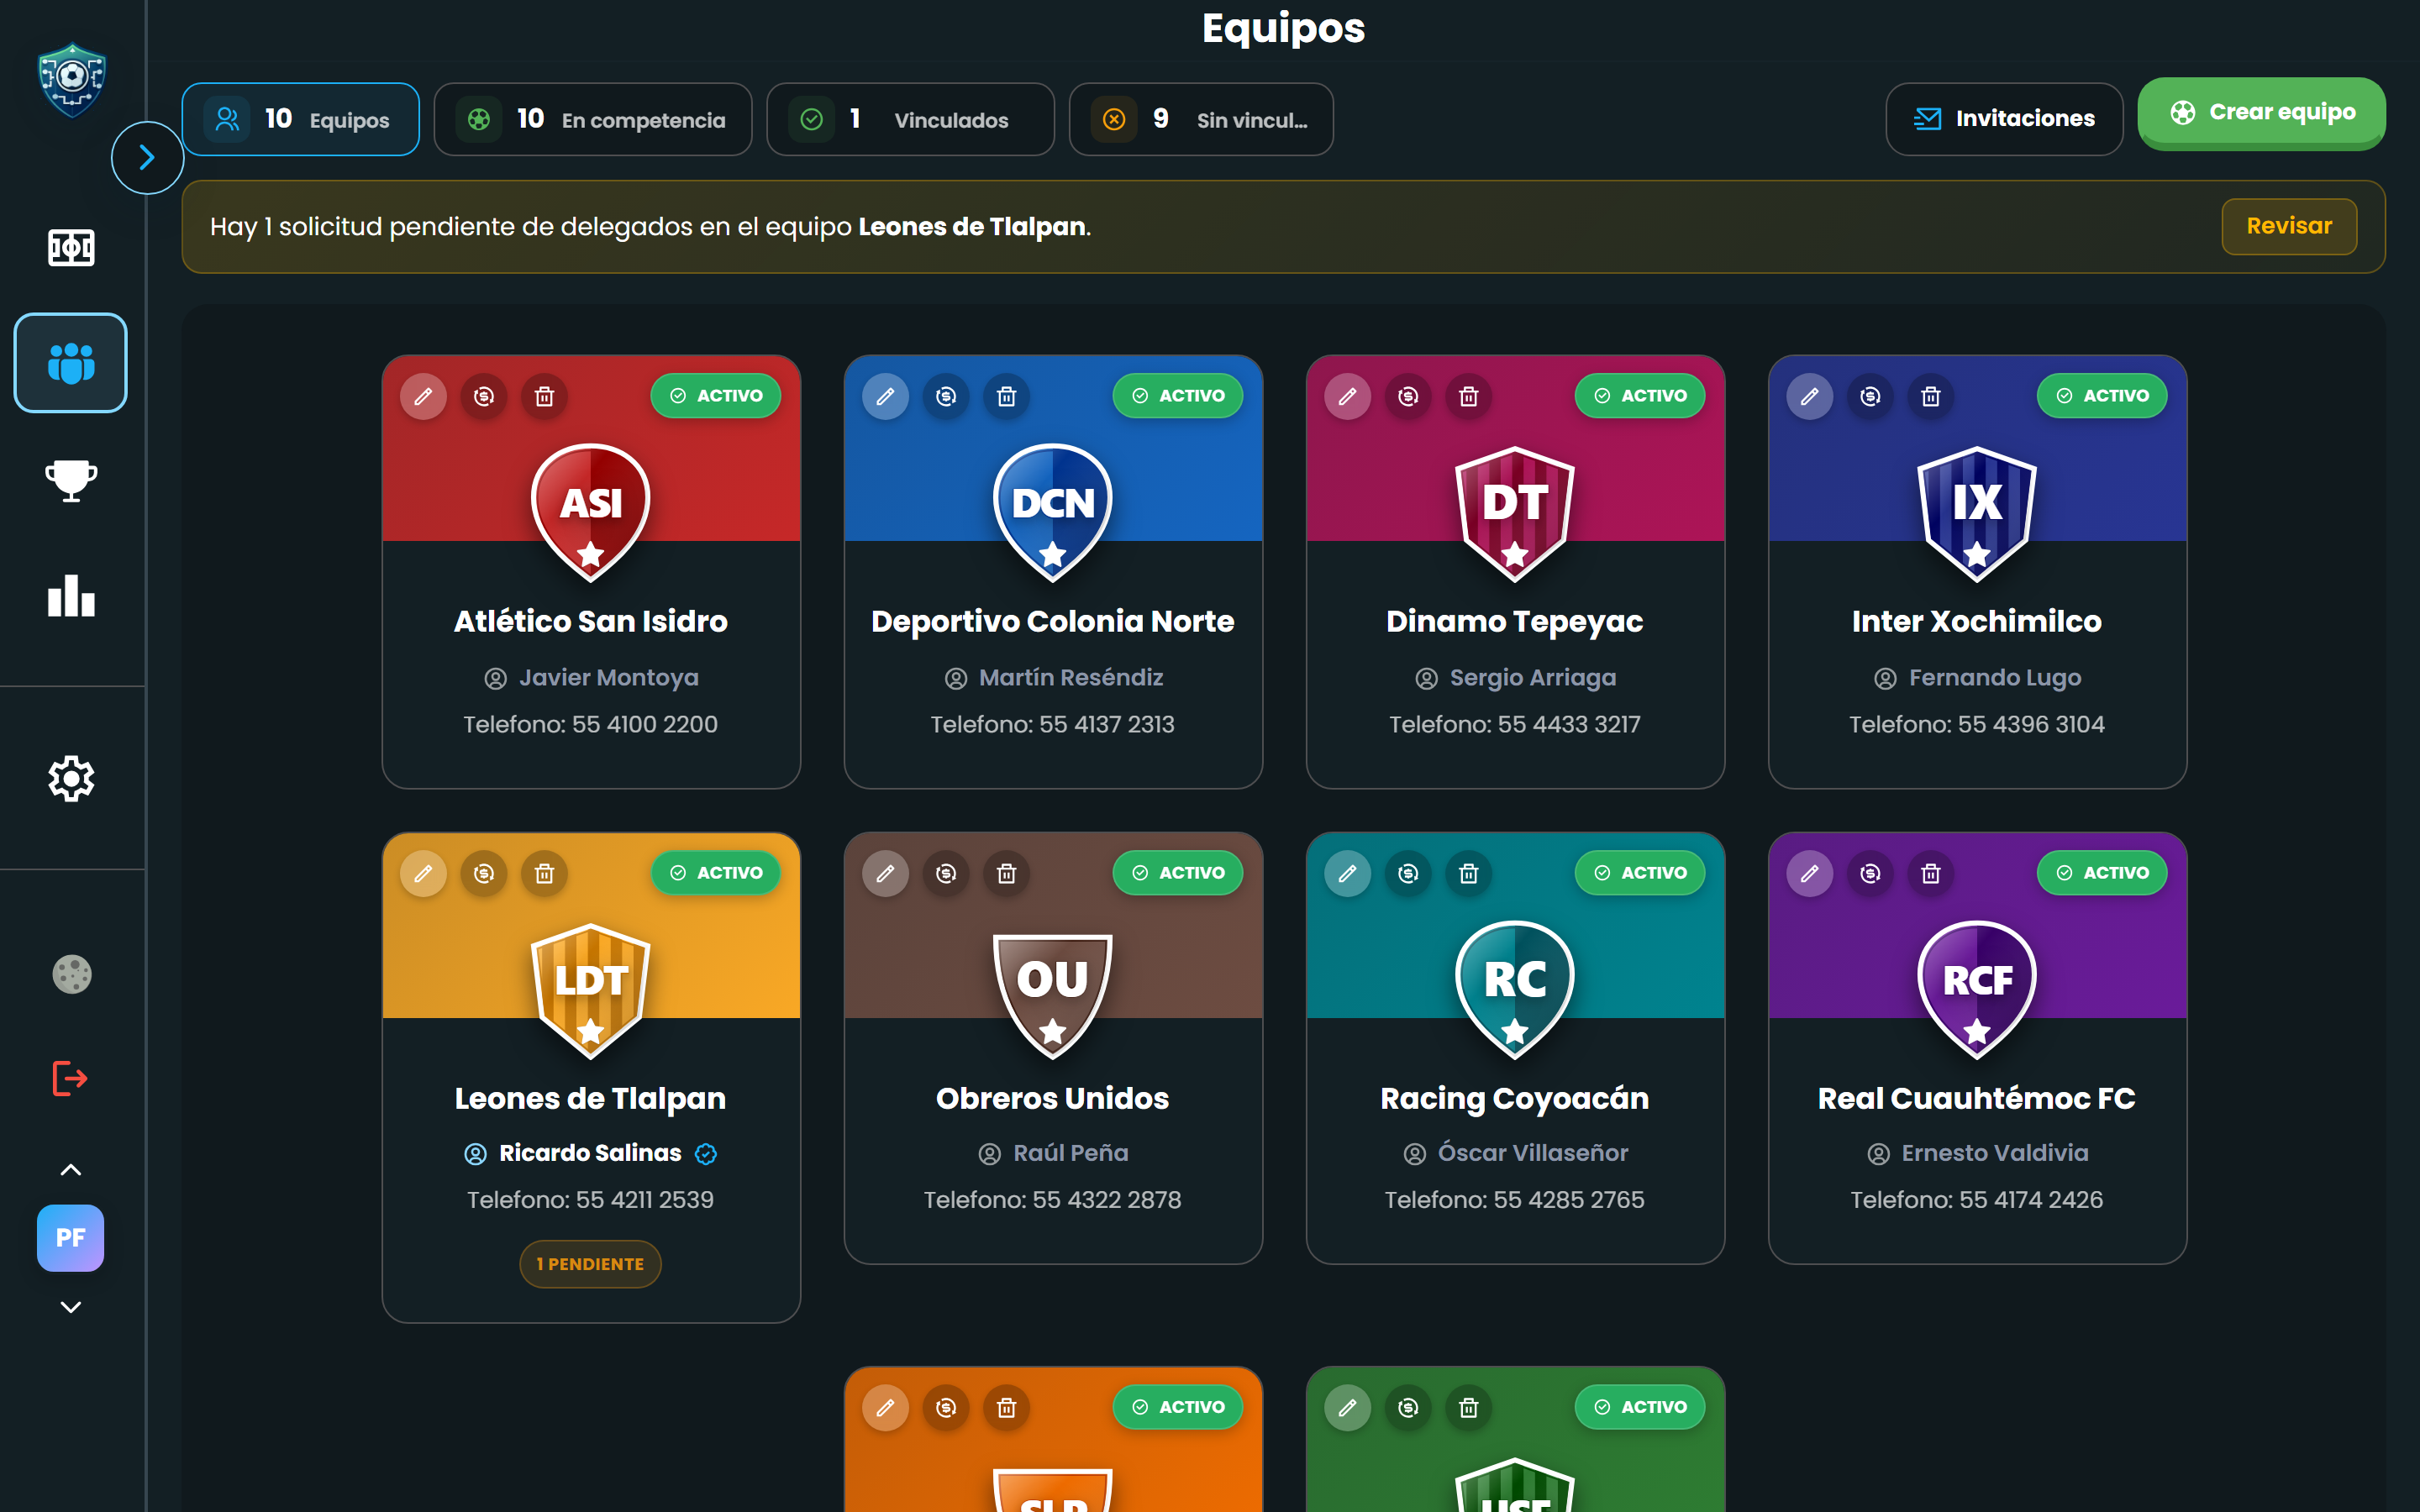 Equipos
10 Equipos
10 En competencia
1 Vinculados
9 Sin vincul...
Invitaciones
Crear equipo
Hay 1 solicitud pendiente de delegados en el equipo Leones de Tlalpan.
Revisar
ACTIVO
ASI
Atlético San Isidro
Javier Montoya
Telefono: 55 4100 2200
ACTIVO
DCN
Deportivo Colonia Norte
Martín Reséndiz
Telefono: 55 4137 2313
ACTIVO
DT
Dinamo Tepeyac
Sergio Arriaga
Telefono: 55 4433 3217
ACTIVO
IX
Inter Xochimilco
Fernando Lugo
Telefono: 55 4396 3104
ACTIVO
LDT
Leones de Tlalpan
Ricardo Salinas
Telefono: 55 4211 2539
1 PENDIENTE
ACTIVO
OU
Obreros Unidos
Raúl Peña
Telefono: 55 4322 2878
ACTIVO
RC
Racing Coyoacán
Óscar Villaseñor
Telefono: 55 4285 2765
ACTIVO
RCF
Real Cuauhtémoc FC
Ernesto Valdivia
Telefono: 55 4174 2426
PF
ACTIVO
ACTIVO